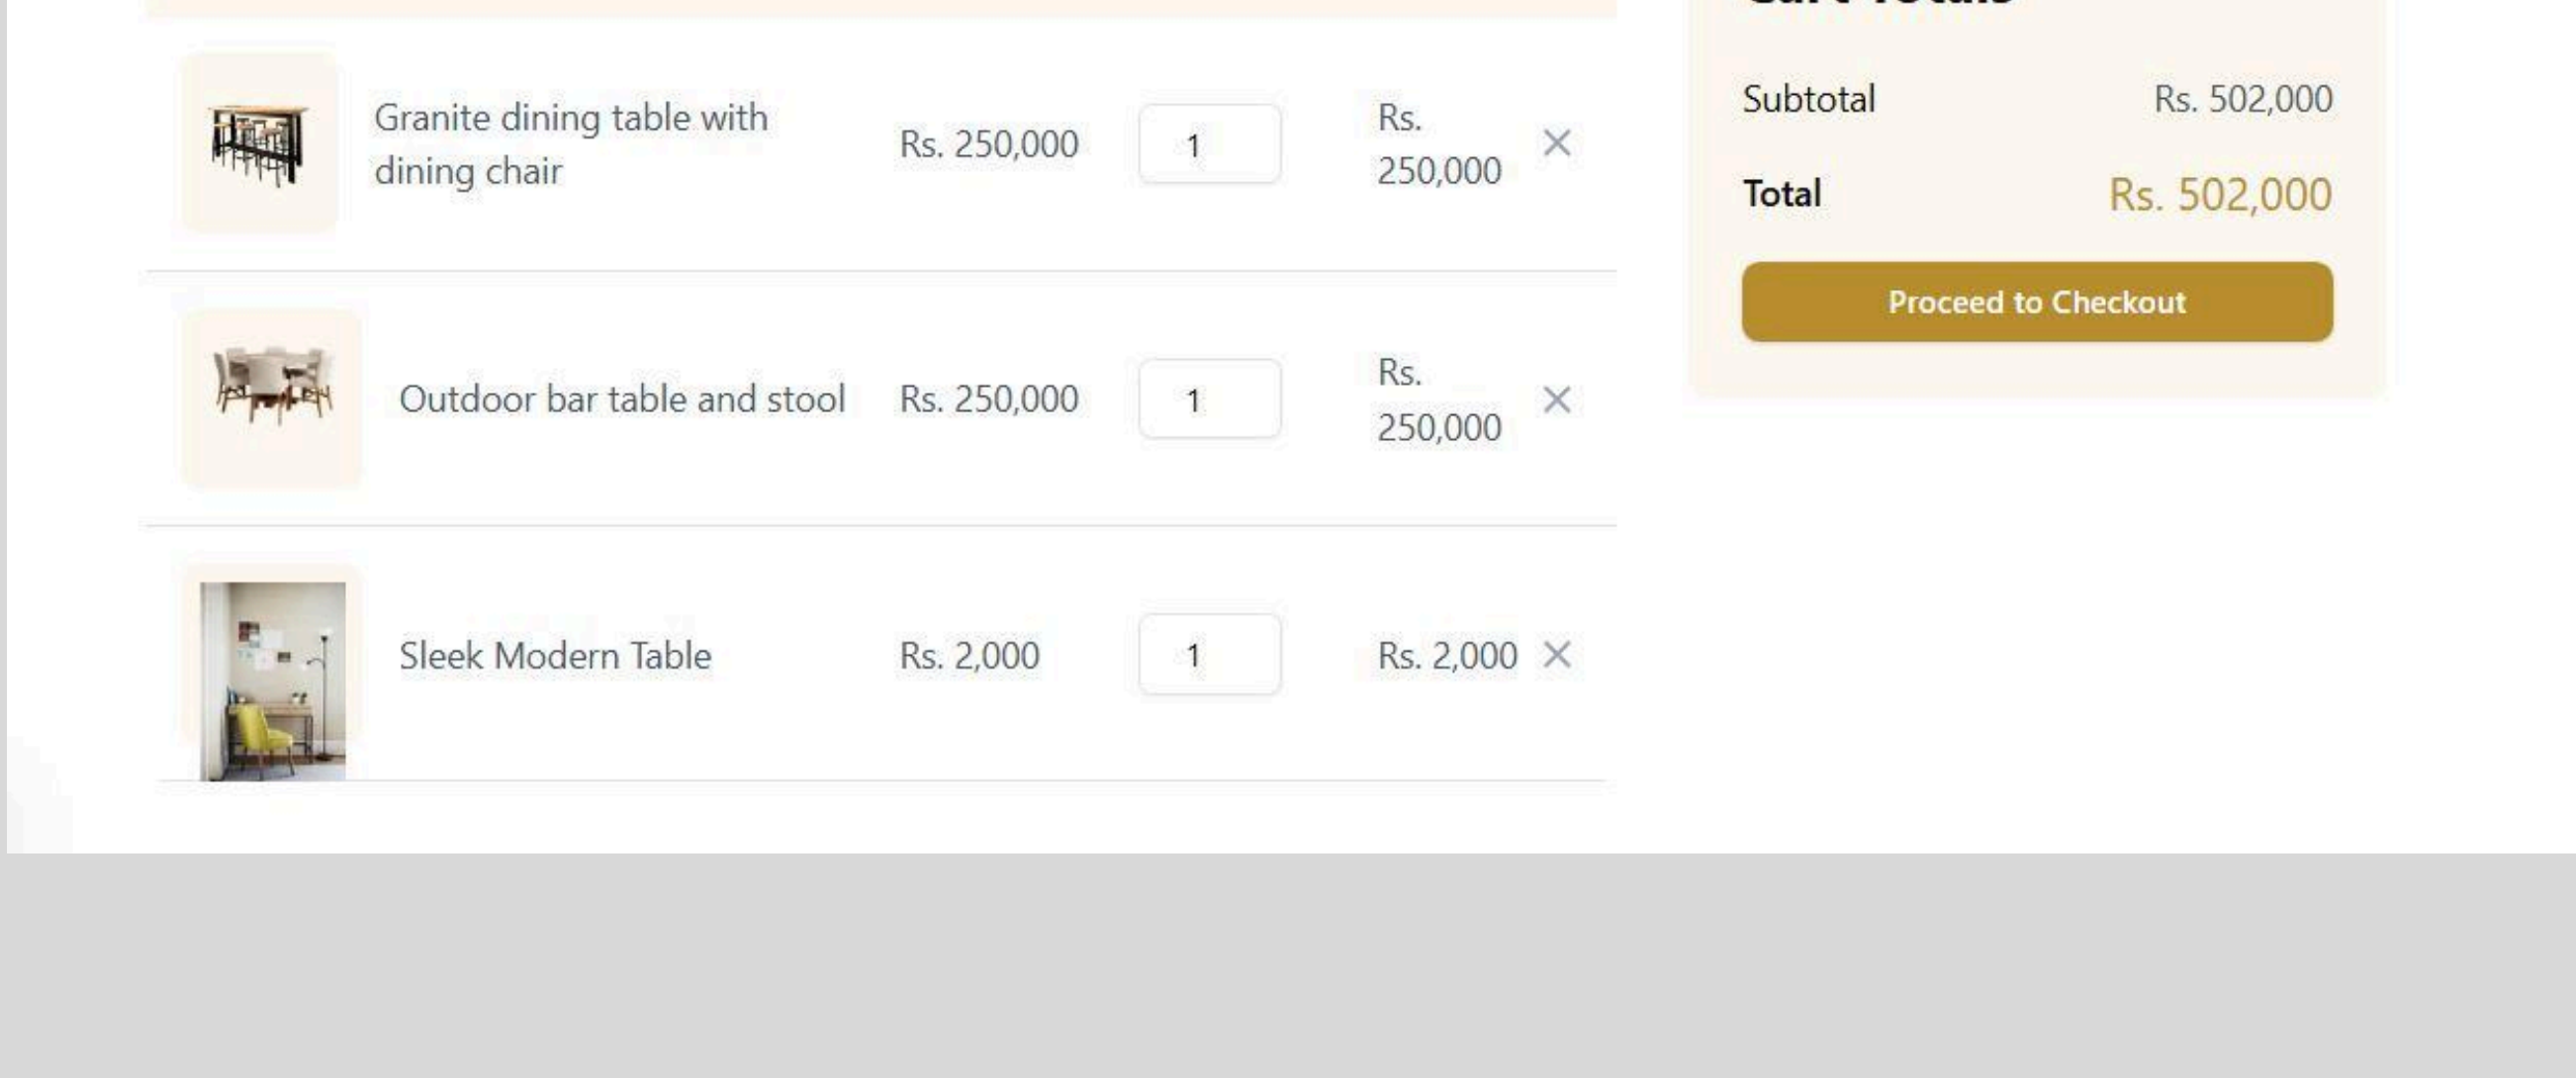 Cart Totals
Granite dining table with
dining chair
Rs. 250,000
1
Rs.
250,000
Outdoor bar table and stool
Rs. 250,000
1
Rs.
250,000
Sleek Modern Table
Rs. 2,000
1
Rs. 2,000
Subtotal
Rs. 502,000
Total
Rs. 502,000
Proceed to Checkout